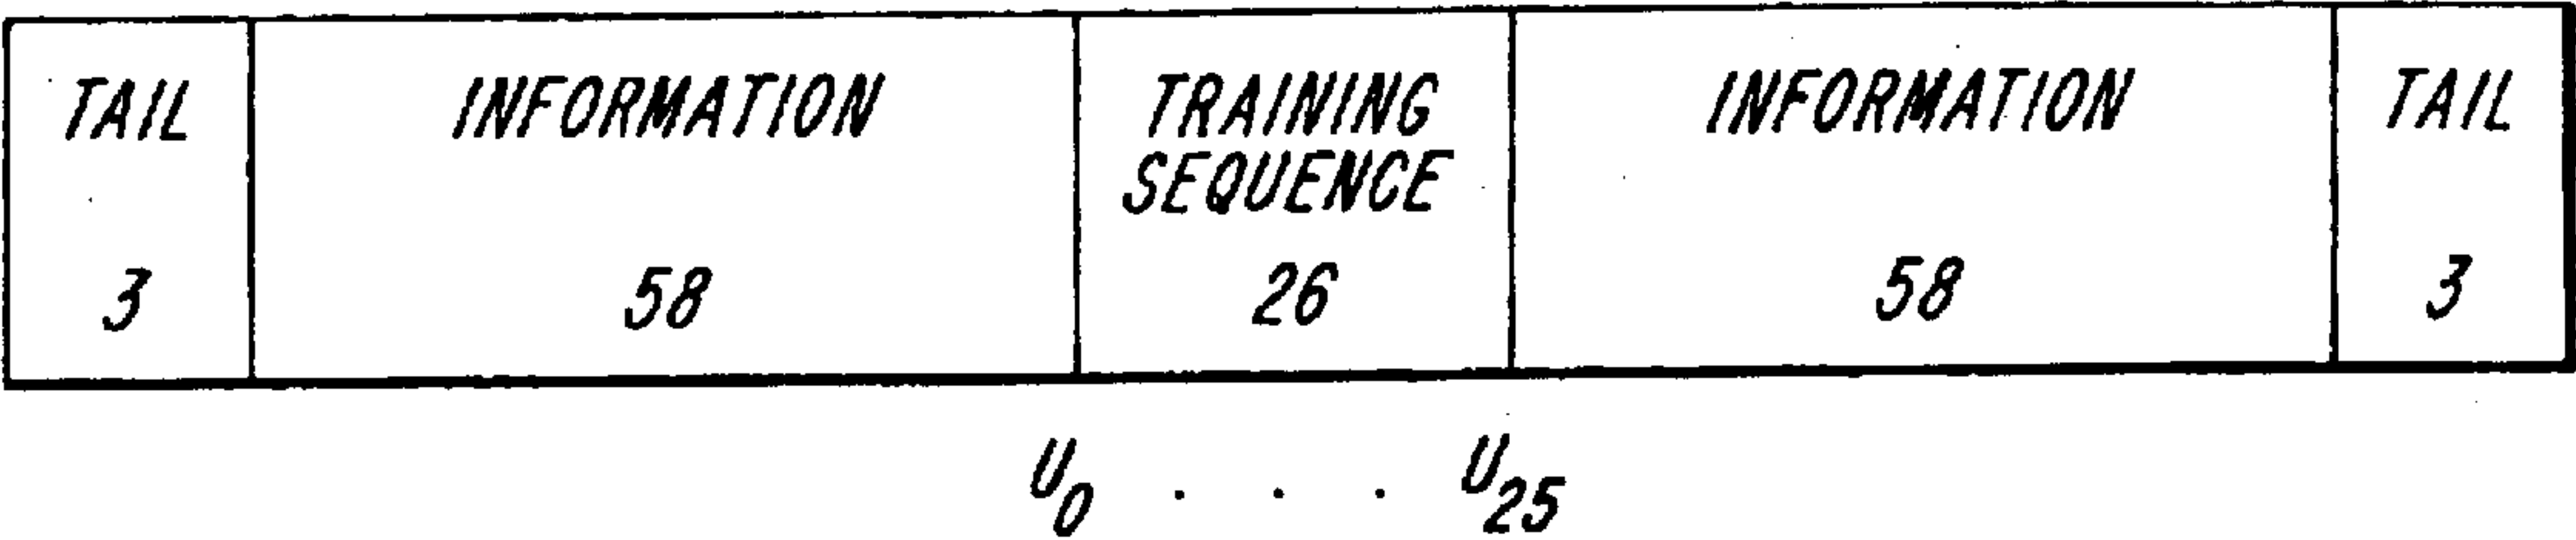 TAIL INFORMATION TRAINING INFORMATION TAIL
SEQUENCE
3 58 26 58 3
U0 . . . U25